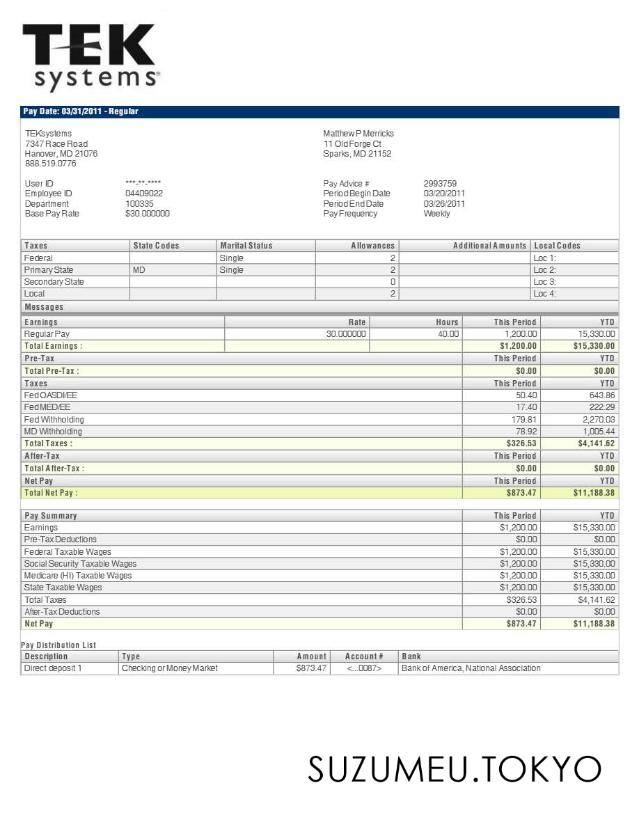 TEK
systems
Pay Date: 03/31/2011 - Regular
TEKsystems Matthew P Merricks
7347 Race Road 11 Old Forge Ct
Hanover, MD 21076 Sparks, MD 21152
888.519.0776
User ID ***.**.**** Pay Advice # 2993759
Employee ID 04409022 Period Begin Date 03/20/2011
Department 100335 Period End Date 03/26/2011
Base Pay Rate $30.000000 Pay Frequency Weekly
Taxes State Codes Marital Status Allowances Additional Amounts Local Codes
Federal Single 2 Loc 1:
Primary State MD Single 2 Loc 2:
Secondary State 0 Loc 3:
Local 2 Loc 4:
Messages
Earnings Rate Hours This Period YTD
Regular Pay 30.000000 40.00 1,200.00 15,330.00
Total Earnings : $1,200.00 $15,330.00
Pre-Tax This Period YTD
Total Pre-Tax : $0.00 $0.00
Taxes This Period YTD
Fed OASDI/EE 50.40 643.86
Fed MED/EE 17.40 222.29
Fed Withholding 179.81 2,270.03
MD Withholding 78.92 1,005.44
Total Taxes : $326.53 $4,141.62
After-Tax This Period YTD
Total After-Tax : $0.00 $0.00
Net Pay This Period YTD
Total Net Pay : $873.47 $11,188.38
Pay Summary This Period YTD
Earnings $1,200.00 $15,330.00
Pre-Tax Deductions $0.00 $0.00
Federal Taxable Wages $1,200.00 $15,330.00
Social Security Taxable Wages $1,200.00 $15,330.00
Medicare (HI) Taxable Wages $1,200.00 $15,330.00
State Taxable Wages $1,200.00 $15,330.00
Total Taxes $326.53 $4,141.62
After-Tax Deductions $0.00 $0.00
Net Pay $873.47 $11,188.38
Pay Distribution List
Description Type Amount Account # Bank
Direct deposit 1 Checking or Money Market $873.47 <...0087> Bank of America, National Association
SUZUMEU.TOKYO